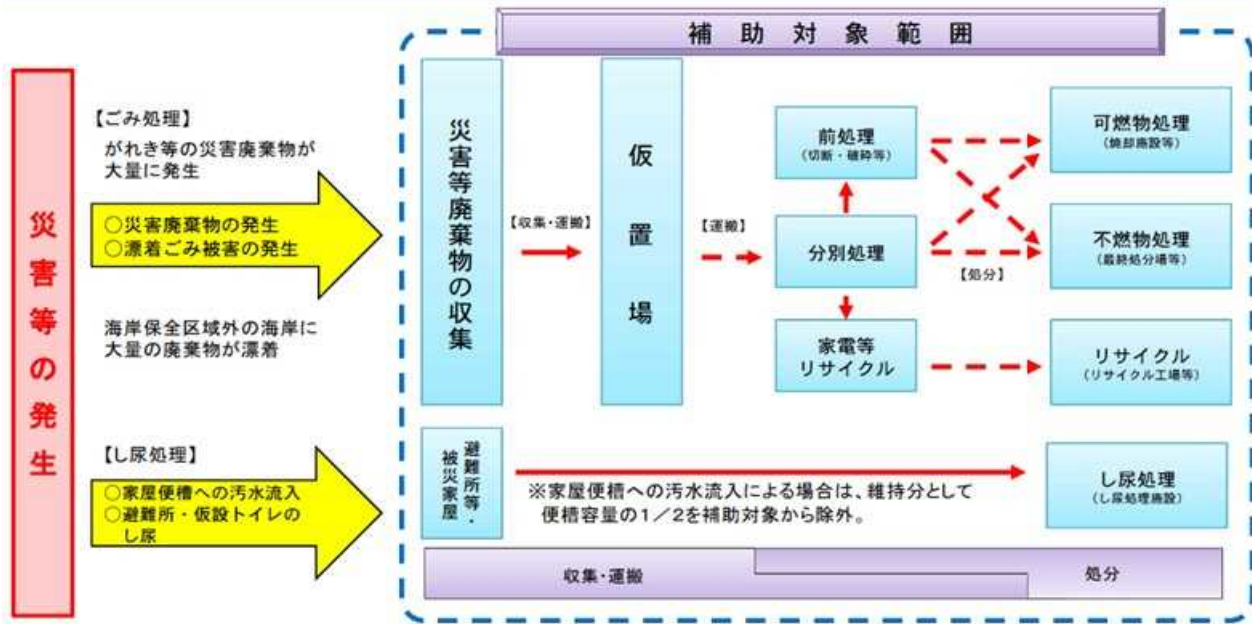 補助対象範囲
災害等の発生
【ごみ処理】
がれき等の災害廃棄物が
大量に発生
○災害廃棄物の発生
○漂着ごみ被害の発生
海岸保全区域外の海岸に
大量の廃棄物が漂着
災害等廃棄物の収集
【収集・運搬】
仮置場
【運搬】
前処理
(切断・破砕等)
分別処理
家電等
リサイクル
【処分】
可燃物処理
(焼却施設等)
不燃物処理
(最終処分場等)
リサイクル
(リサイクル工場等)
【し尿処理】
○家屋便槽への汚水流入
○避難所・仮設トイレの
し尿
避難所等・
被災家屋
※家屋便槽への汚水流入による場合は、維持分として
便槽容量の1/2を補助対象から除外。
し尿処理
(し尿処理施設)
収集・運搬
処分